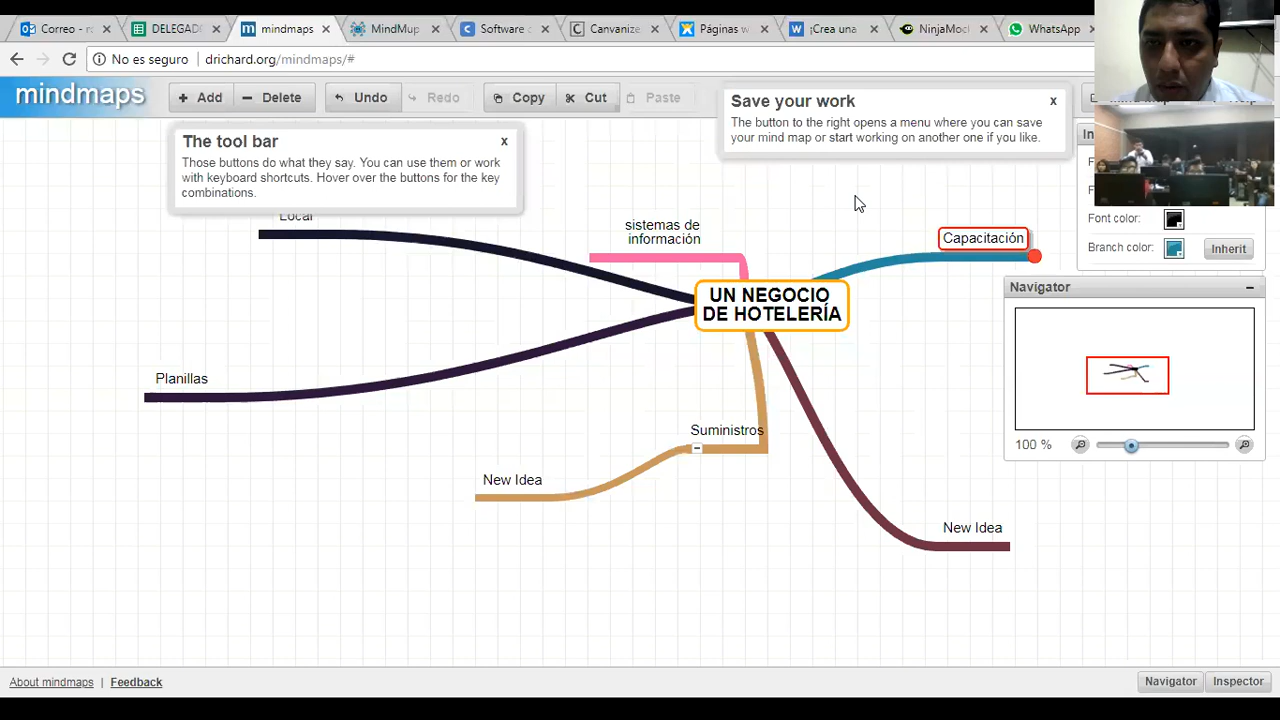 Correo - r
DELEGAD
mindmaps
MindMup
Software
Canvaniz
Páginas w
¡Crea una
NinjaMoc
WhatsApp
No es seguro
drichard.org/mindmaps/#
mindmaps
Add
Delete
Undo
Redo
Copy
Cut
Paste
Save your work
x
The button to the right opens a menu where you can save
your mind map or start working on another one if you like.
The tool bar
x
Those buttons do what they say. You can use them or work
with keyboard shortcuts. Hover over the buttons for the key
combinations.
Local
sistemas de
información
Capacitación
Font color:
Branch color:
Inherit
Navigator
UN NEGOCIO
DE HOTELERÍA
Planillas
Suministros
100 %
New Idea
New Idea
About mindmaps
Feedback
Navigator
Inspector